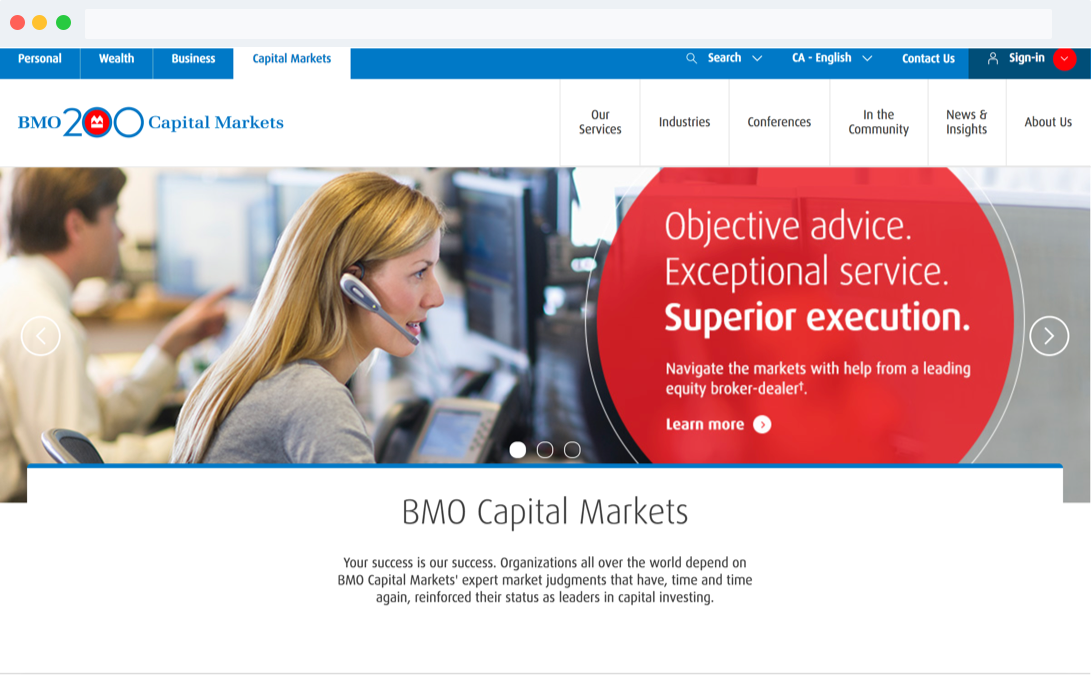 Personal Wealth Business Capital Markets Search CA - English Contact Us Sign-in
BMO 200 Capital Markets
Our Services
Industries
Conferences
In the Community
News & Insights
About Us
Objective advice.
Exceptional service.
Superior execution.
Navigate the markets with help from a leading
equity broker-dealer†.
Learn more
BMO Capital Markets
Your success is our success. Organizations all over the world depend on
BMO Capital Markets' expert market judgments that have, time and time
again, reinforced their status as leaders in capital investing.